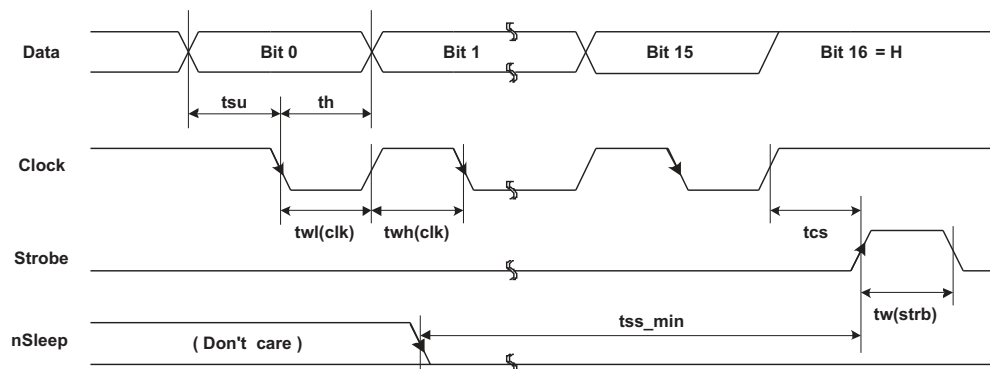 Data
Bit 0
Bit 1
Bit 15
Bit 16 = H
tsu
th
Clock
twl(clk)
twh(clk)
tcs
Strobe
tw(strb)
tss_min
nSleep
( Don't care )